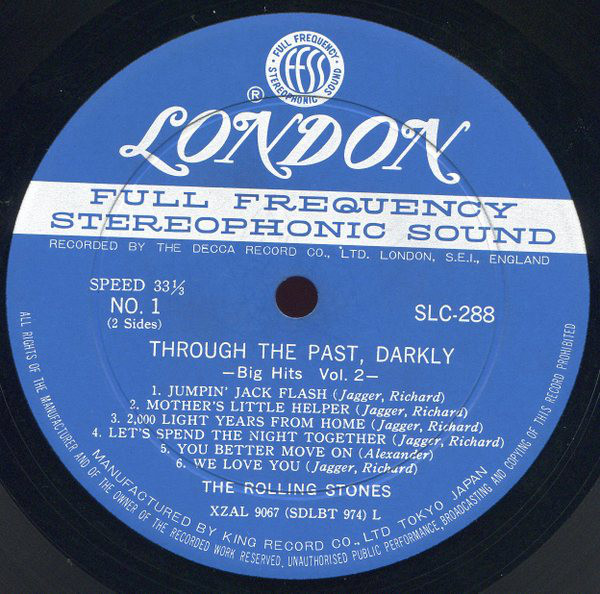 FULL FREQUENCY
ffss
STEREOPHONIC SOUND
®
LONDON
FULL FREQUENCY
STEREOPHONIC SOUND
RECORDED BY THE DECCA RECORD CO., LTD. LONDON, S.E.I., ENGLAND
SPEED 33⅓
NO. 1
(2 Sides)
SLC-288
THROUGH THE PAST, DARKLY
—Big Hits Vol. 2—
1. JUMPIN' JACK FLASH (Jagger, Richard)
2. MOTHER'S LITTLE HELPER (Jagger, Richard)
3. 2,000 LIGHT YEARS FROM HOME (Jagger, Richard)
4. LET'S SPEND THE NIGHT TOGETHER (Jagger, Richard)
5. YOU BETTER MOVE ON (Alexander)
6. WE LOVE YOU (Jagger, Richard)
THE ROLLING STONES
XZAL 9067 (SDLBT 974) L
MANUFACTURED BY KING RECORD CO., LTD TOKYO JAPAN
ALL RIGHTS OF THE MANUFACTURER AND OF THE OWNER OF THE RECORDED WORK RESERVED, UNAUTHORISED PUBLIC PERFORMANCE, BROADCASTING AND COPYING OF THIS RECORD PROHIBITED